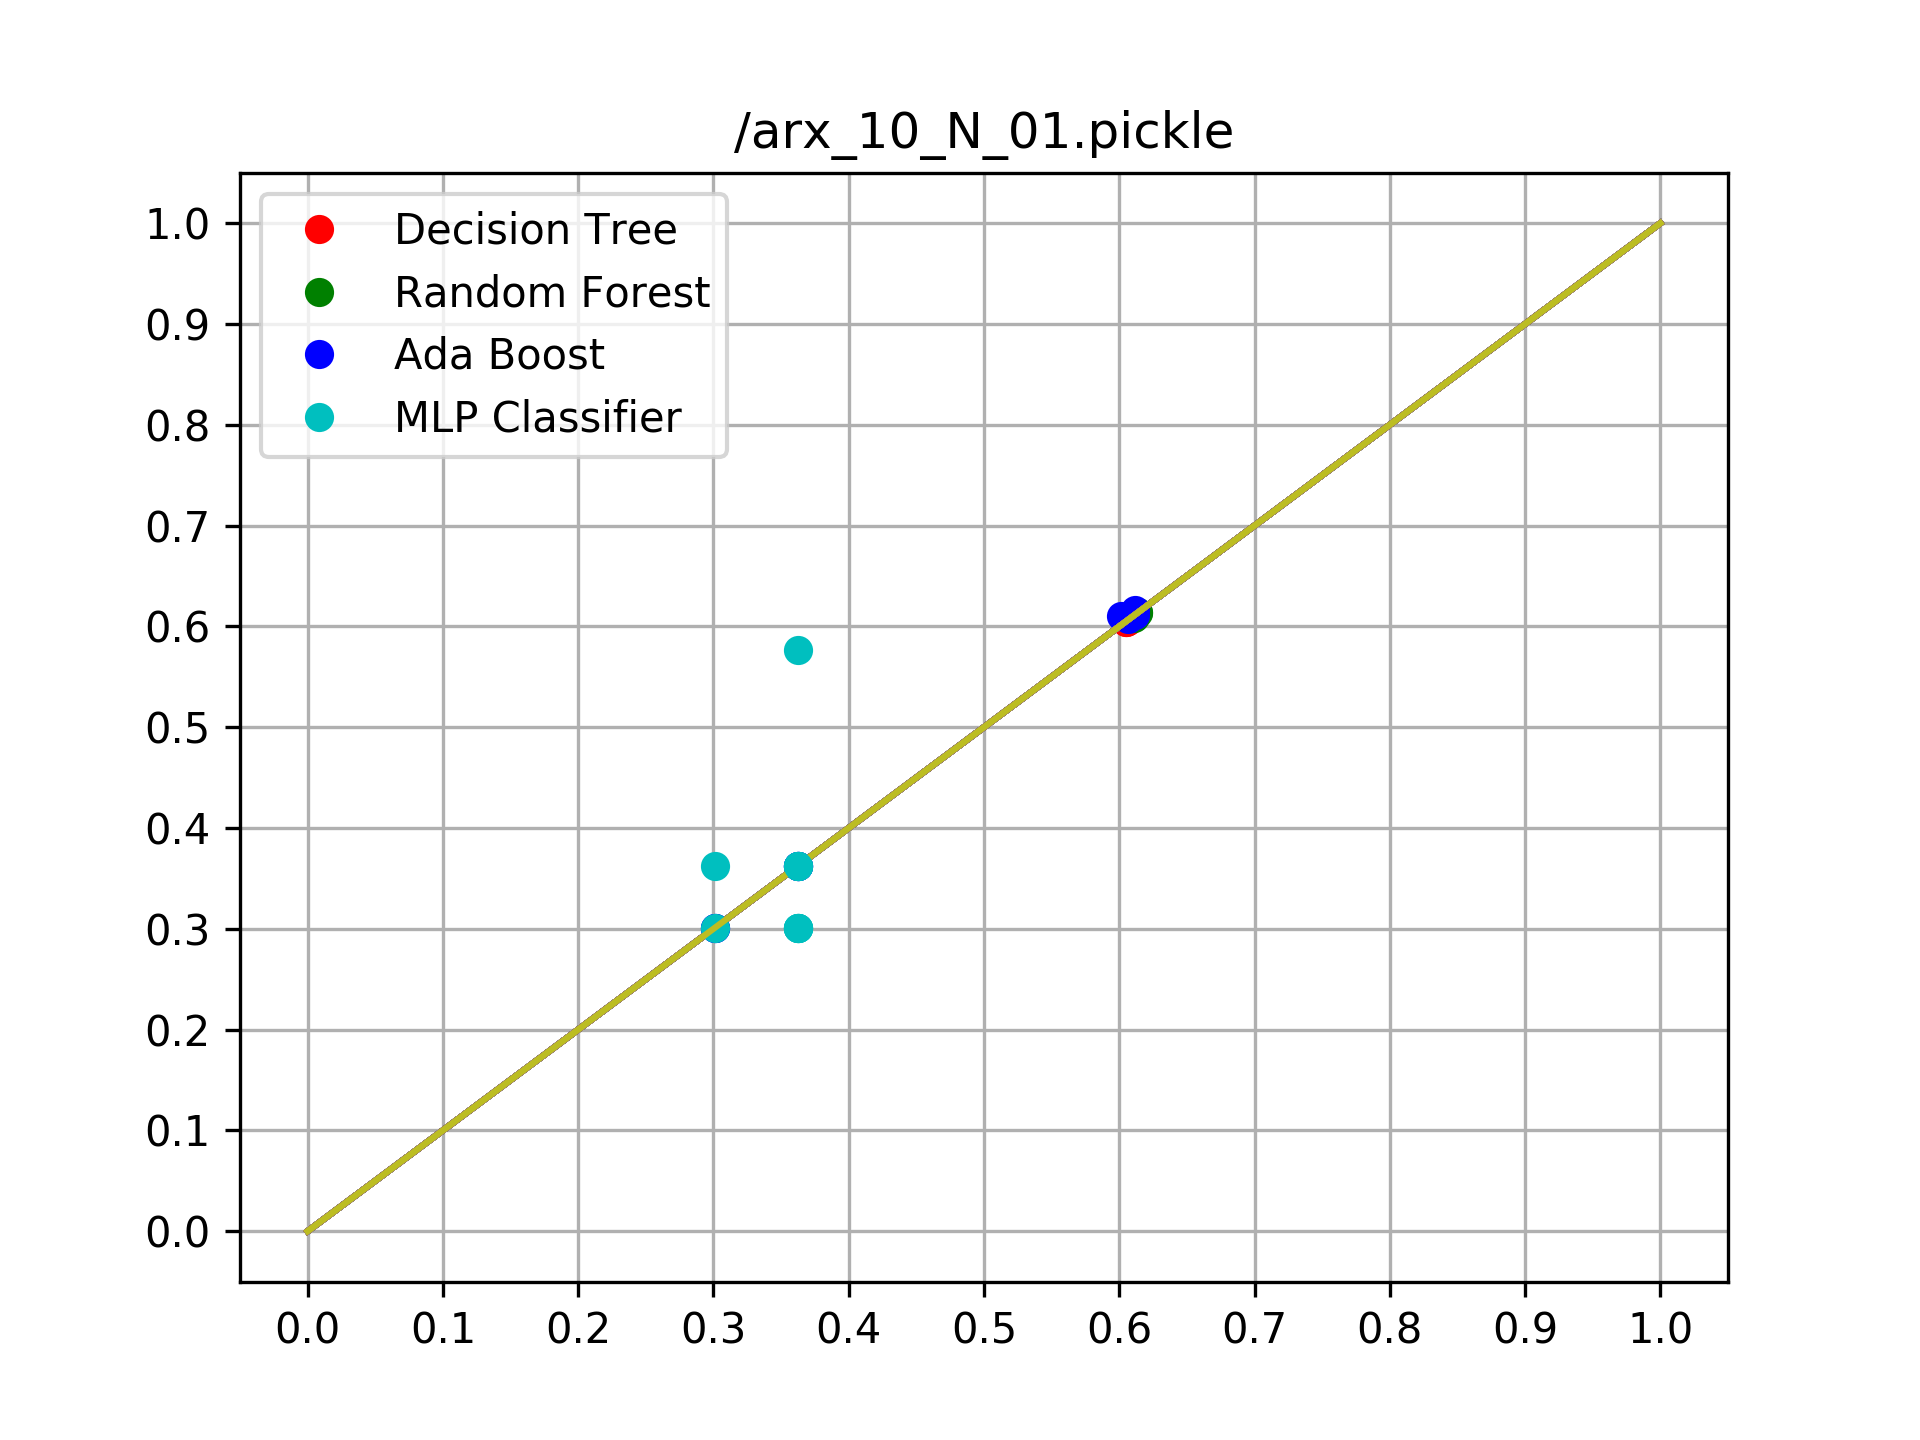 /arx_10_N_01.pickle
Decision Tree
Random Forest
Ada Boost
MLP Classifier
1.0
0.9
0.8
0.7
0.6
0.5
0.4
0.3
0.2
0.1
0.0
0.0 0.1 0.2 0.3 0.4 0.5 0.6 0.7 0.8 0.9 1.0